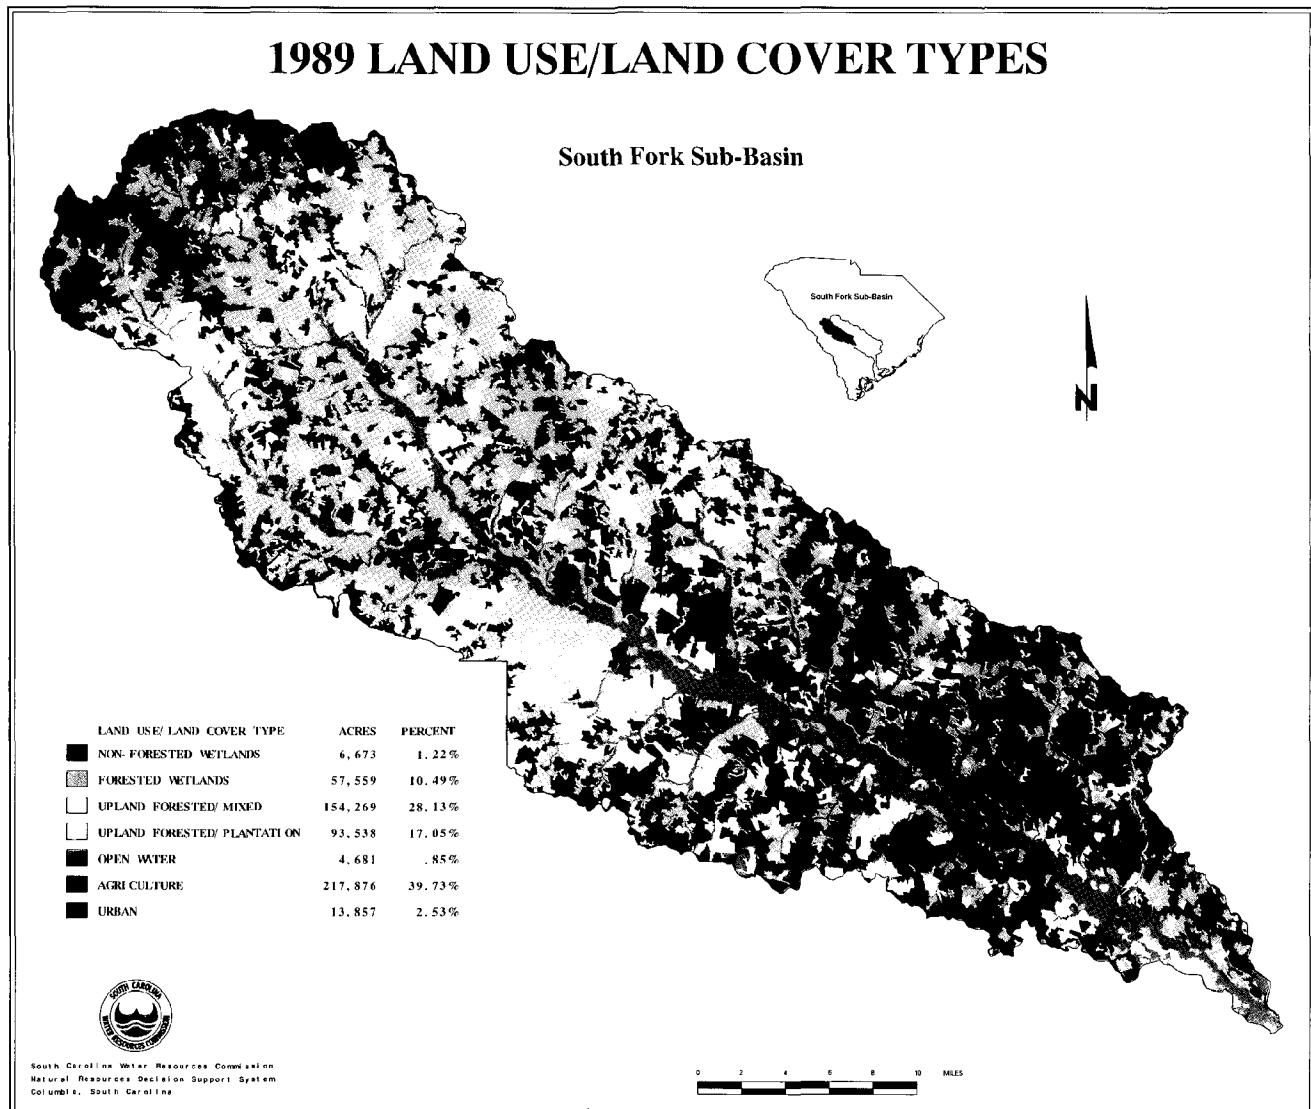 1989 LAND USE/LAND COVER TYPES
South Fork Sub-Basin
South Fork Sub-Basin
N
LAND USE/ LAND COVER TYPE ACRES PERCENT
NON-FORESTED WETLANDS 6,673 1.22%
FORESTED WETLANDS 57,559 10.49%
UPLAND FORESTED/MIXED 154,269 28.13%
UPLAND FORESTED/PLANTATION 93,538 17.05%
OPEN WATER 4,681 .85%
AGRICULTURE 217,876 39.73%
URBAN 13,857 2.53%
SOUTH CAROLINA
WATER RESOURCES COMMISSION
South Carolina Water Resources Commission
Natural Resources Decision Support System
Columbia, South Carolina
0 2 4 6 8 10 MILES